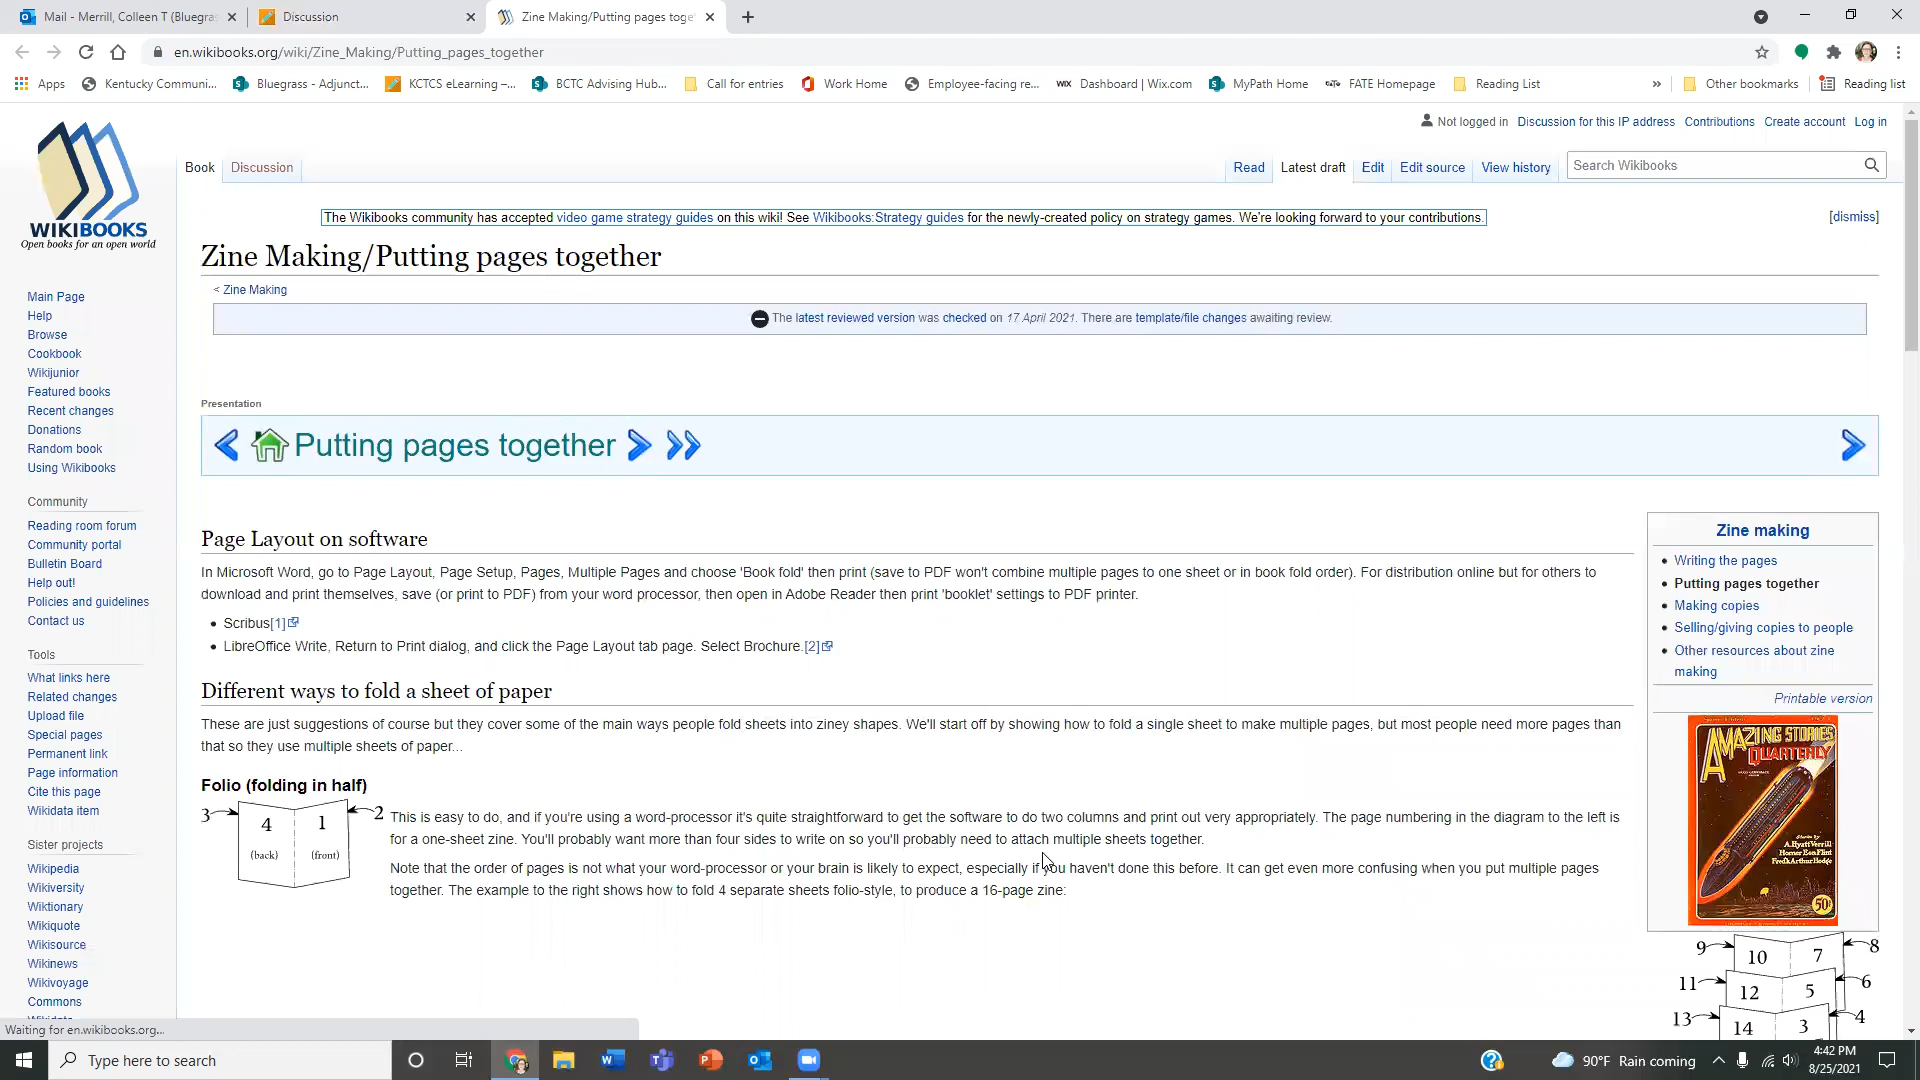 Mail - Merrill, Colleen T (Bluegras
Discussion
Zine Making/Putting pages toge
en.wikibooks.org/wiki/Zine_Making/Putting_pages_together
Apps
Kentucky Communi...
Bluegrass - Adjunct...
KCTCS eLearning –...
BCTC Advising Hub...
Call for entries
Work Home
Employee-facing re...
WIX Dashboard | Wix.com
MyPath Home
FATE Homepage
Reading List
»
Other bookmarks
Reading list
Not logged in Discussion for this IP address Contributions Create account Log in
WIKIBOOKS
Open books for an open world
Book Discussion
Read Latest draft Edit Edit source View history
Search Wikibooks
The Wikibooks community has accepted video game strategy guides on this wiki! See Wikibooks:Strategy guides for the newly-created policy on strategy games. We're looking forward to your contributions.
[dismiss]
Zine Making/Putting pages together
< Zine Making
The latest reviewed version was checked on 17 April 2021. There are template/file changes awaiting review.
Main Page
Help
Browse
Cookbook
Wikijunior
Featured books
Recent changes
Donations
Random book
Using Wikibooks
Community
Reading room forum
Community portal
Bulletin Board
Help out!
Policies and guidelines
Contact us
Tools
What links here
Related changes
Upload file
Special pages
Permanent link
Page information
Cite this page
Wikidata item
Sister projects
Wikipedia
Wikiversity
Wiktionary
Wikiquote
Wikisource
Wikinews
Wikivoyage
Commons
Presentation
Putting pages together
Page Layout on software
In Microsoft Word, go to Page Layout, Page Setup, Pages, Multiple Pages and choose 'Book fold' then print (save to PDF won't combine multiple pages to one sheet or in book fold order). For distribution online but for others to
download and print themselves, save (or print to PDF) from your word processor, then open in Adobe Reader then print 'booklet' settings to PDF printer.
Scribus[1]
LibreOffice Write, Return to Print dialog, and click the Page Layout tab page. Select Brochure.[2]
Different ways to fold a sheet of paper
These are just suggestions of course but they cover some of the main ways people fold sheets into ziney shapes. We'll start off by showing how to fold a single sheet to make multiple pages, but most people need more pages than
that so they use multiple sheets of paper...
Folio (folding in half)
3 4 1 2
(back) (front)
This is easy to do, and if you're using a word-processor it's quite straightforward to get the software to do two columns and print out very appropriately. The page numbering in the diagram to the left is
for a one-sheet zine. You'll probably want more than four sides to write on so you'll probably need to attach multiple sheets together.
Note that the order of pages is not what your word-processor or your brain is likely to expect, especially if you haven't done this before. It can get even more confusing when you put multiple pages
together. The example to the right shows how to fold 4 separate sheets folio-style, to produce a 16-page zine:
Zine making
Writing the pages
Putting pages together
Making copies
Selling/giving copies to people
Other resources about zine
making
Printable version
AMAZING STORIES
QUARTERLY
Stories by
A. Hyatt Verrill
Homer Eon Flint
50¢
9 10 7 8
11 12 5 6
13 14 3 4
Waiting for en.wikibooks.org...
Type here to search
90°F Rain coming
4:42 PM
8/25/2021